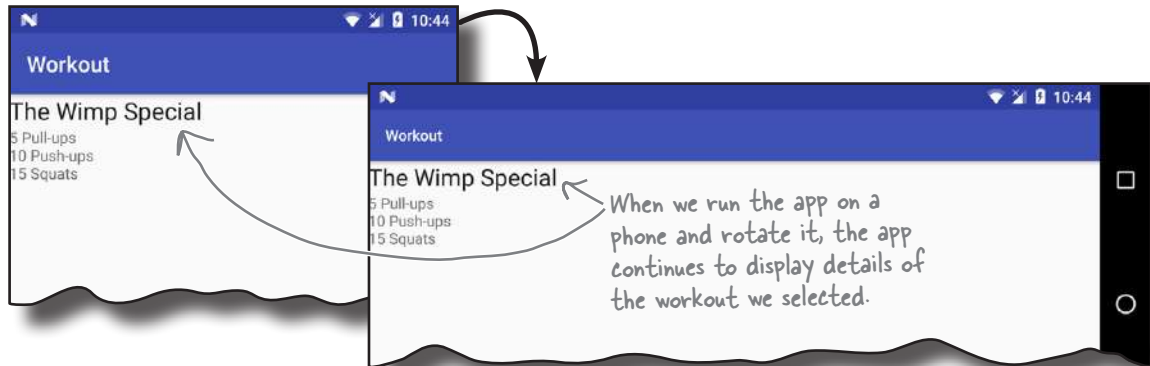 10:44
Workout
The Wimp Special
5 Pull-ups
10 Push-ups
15 Squats
10:44
Workout
The Wimp Special
5 Pull-ups
10 Push-ups
15 Squats
When we run the app on a
phone and rotate it, the app
continues to display details of
the workout we selected.